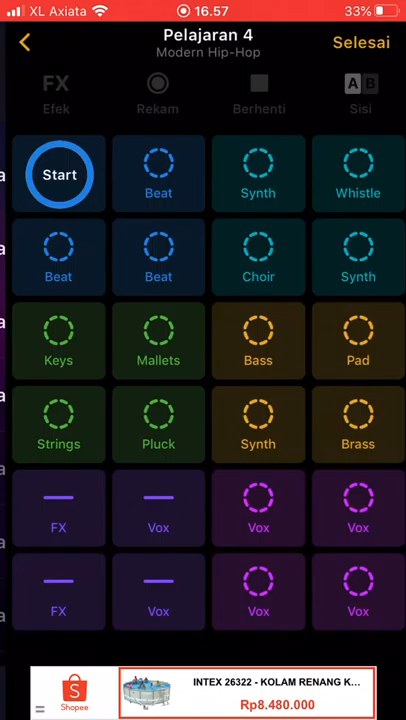 XL Axiata 16.57 33%
Pelajaran 4
Modern Hip-Hop
Selesai
FX A B
Efek Rekam Berhenti Sisi
Start Beat Synth Whistle
Beat Beat Choir Synth
Keys Mallets Bass Pad
Strings Pluck Synth Brass
FX Vox Vox Vox
FX Vox Vox Vox
INTEX 26322 - KOLAM RENANG K...
Shopee Rp8.480.000